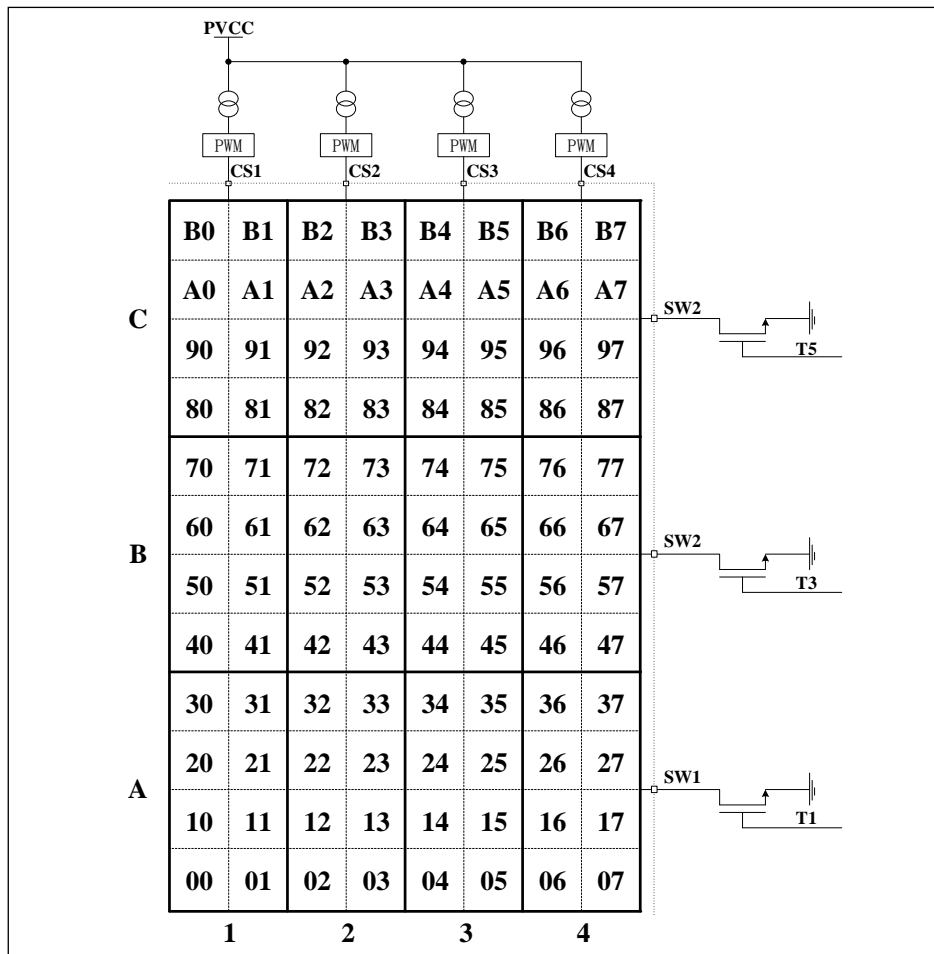 PVCC
PWM PWM PWM PWM
CS1 CS2 CS3 CS4
B0 B1 B2 B3 B4 B5 B6 B7
A0 A1 A2 A3 A4 A5 A6 A7
SW2
C
90 91 92 93 94 95 96 97
T5
80 81 82 83 84 85 86 87
70 71 72 73 74 75 76 77
60 61 62 63 64 65 66 67
SW2
B
50 51 52 53 54 55 56 57
T3
40 41 42 43 44 45 46 47
30 31 32 33 34 35 36 37
20 21 22 23 24 25 26 27
SW1
A
10 11 12 13 14 15 16 17
T1
00 01 02 03 04 05 06 07
1 2 3 4